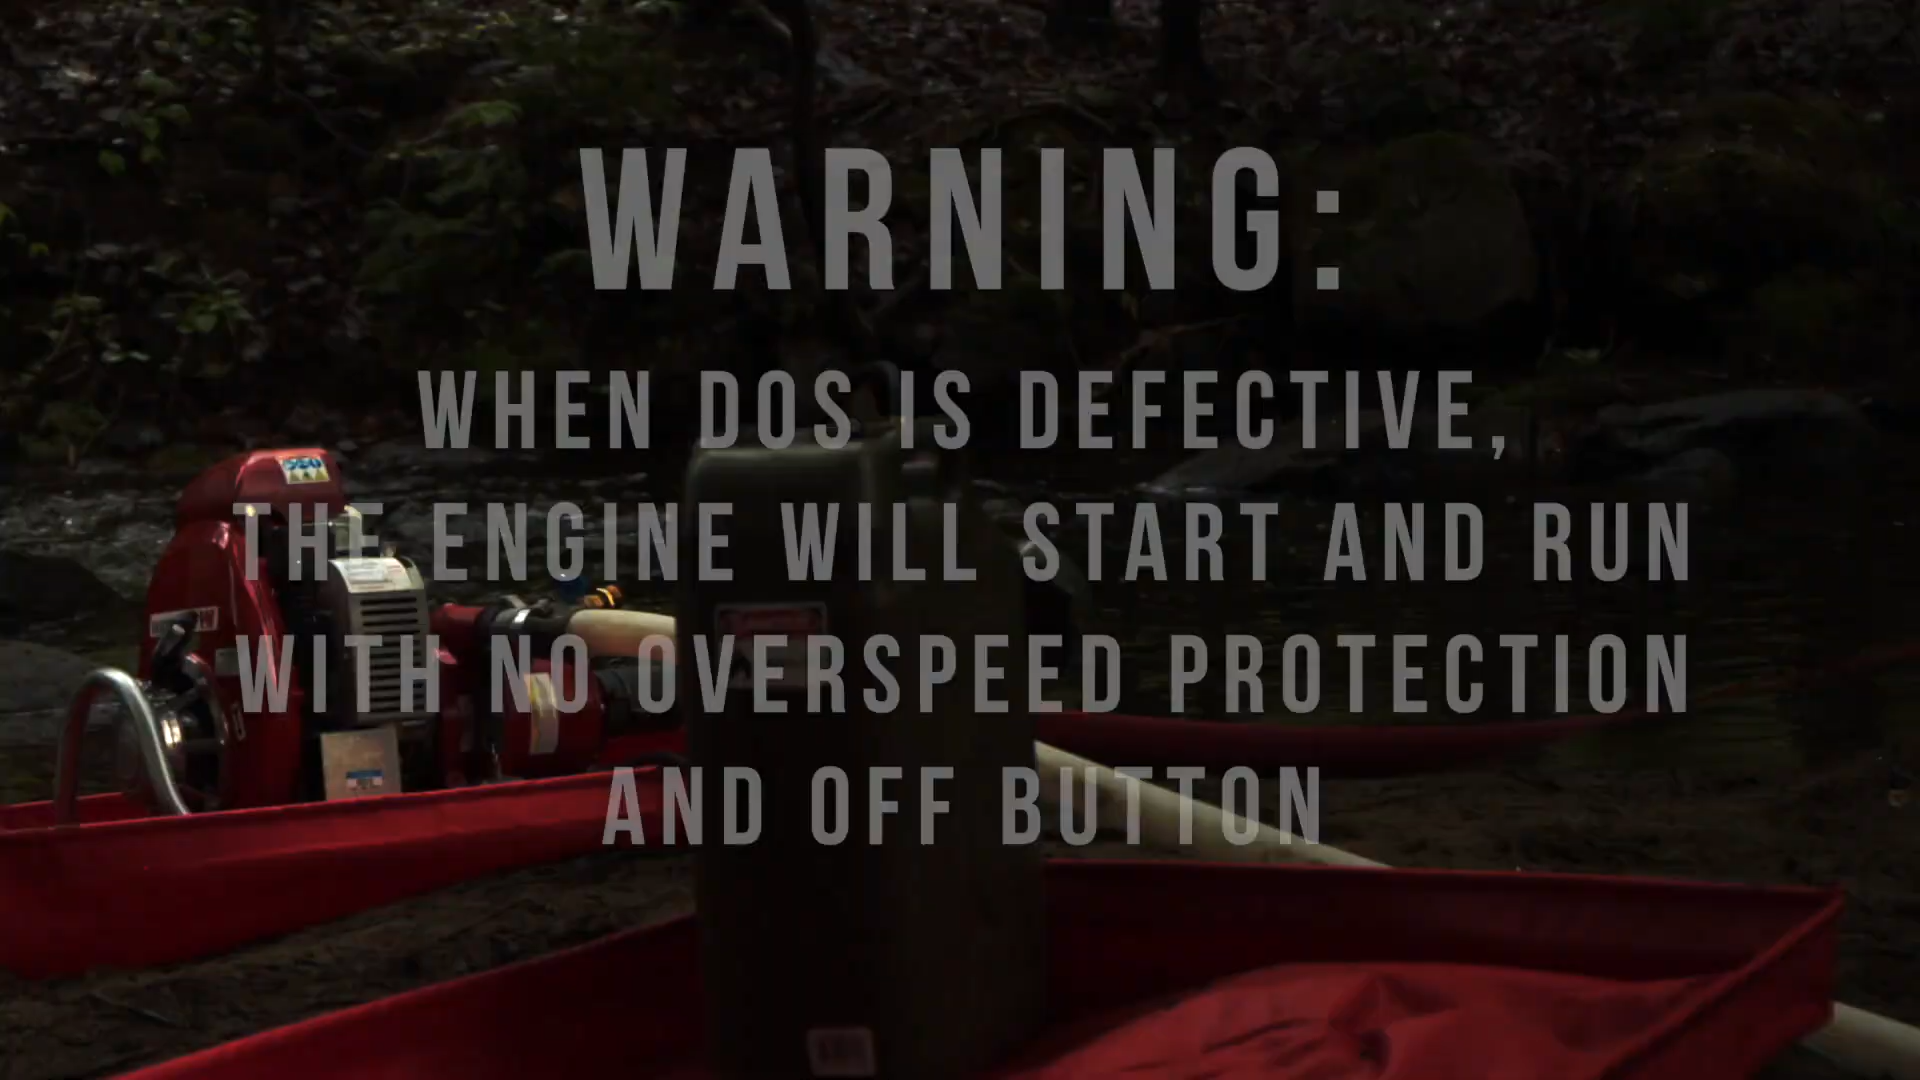 WARNING:
WHEN DOS IS DEFECTIVE,
THE ENGINE WILL START AND RUN
WITH NO OVERSPEED PROTECTION
AND OFF BUTTON